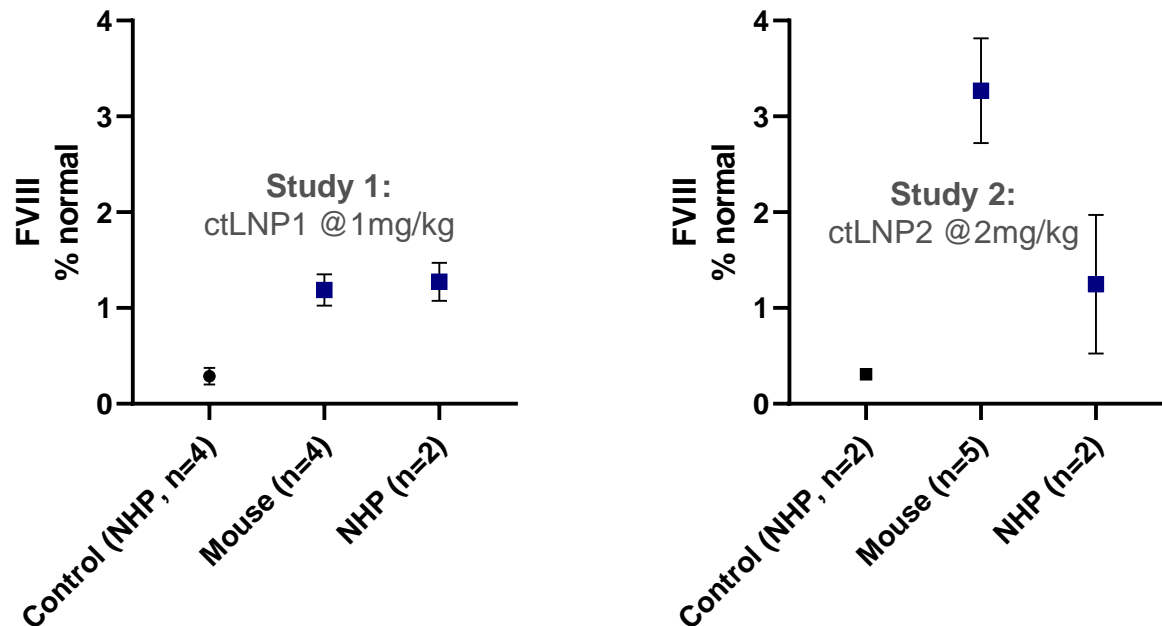 FVIII
% normal
4
3
2
1
0
Study 1:
ctLNP1 @1mg/kg
Control (NHP, n=4)
Mouse (n=4)
NHP (n=2)
FVIII
% normal
4
3
2
1
0
Study 2:
ctLNP2 @2mg/kg
Control (NHP, n=2)
Mouse (n=5)
NHP (n=2)